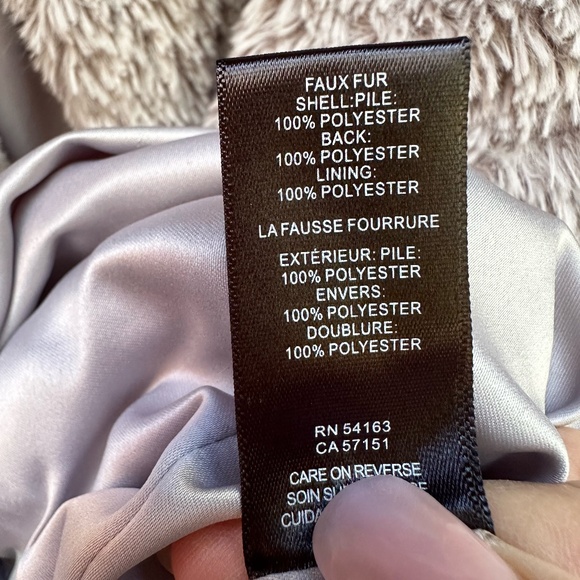 FAUX FUR
SHELL:PILE:
100% POLYESTER
BACK:
100% POLYESTER
LINING:
100% POLYESTER
LA FAUSSE FOURRURE
EXTÉRIEUR: PILE:
100% POLYESTER
ENVERS:
100% POLYESTER
DOUBLURE:
100% POLYESTER
RN 54163
CA 57151
CARE ON REVERSE
SOIN